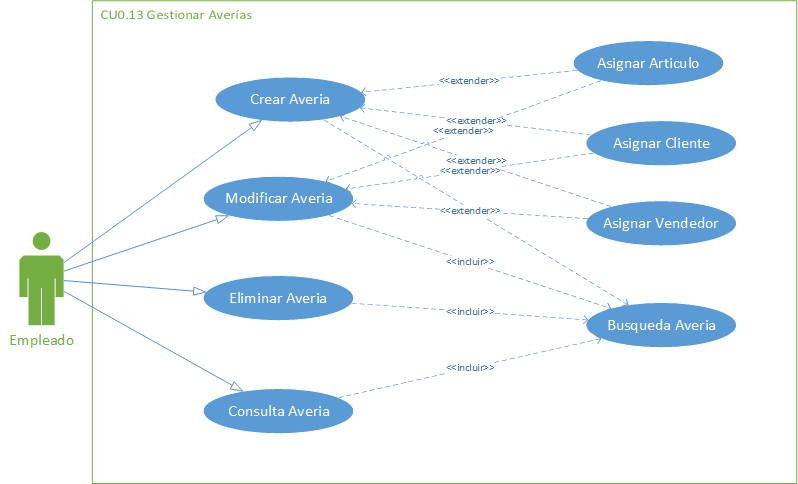 CU0.13 Gestionar Averías
Asignar Articulo
<<extender>>
Crear Averia
<<extender>>
<<extender>>
Asignar Cliente
<<extender>>
<<extender>>
Modificar Averia
<<extender>>
Asignar Vendedor
<<incluir>>
Eliminar Averia
<<incluir>>
Busqueda Averia
Empleado
<<incluir>>
Consulta Averia